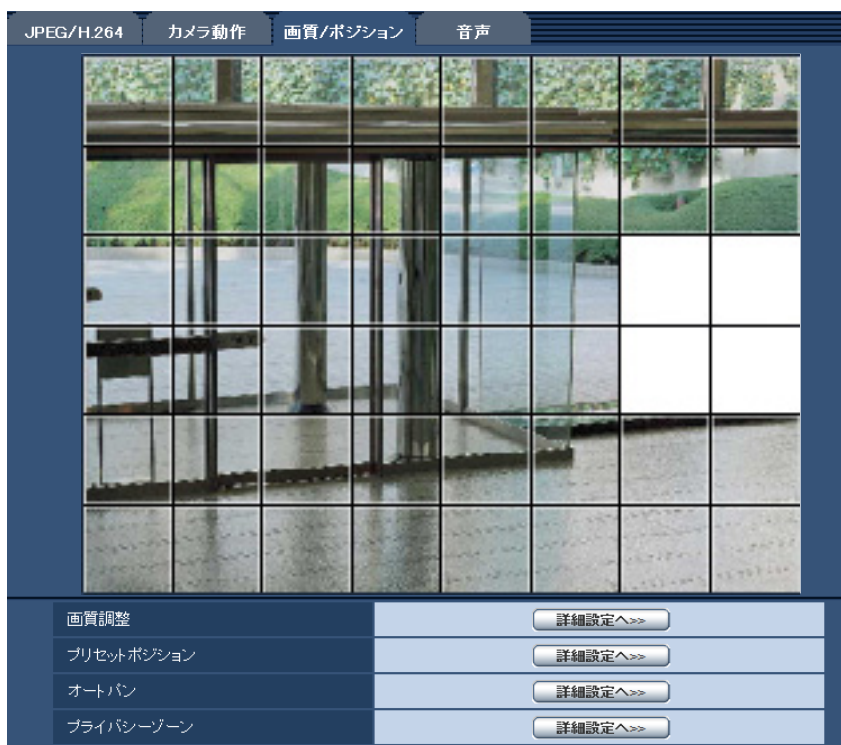 JPEG/H.264 カメラ動作 画質/ポジション 音声
画質調整 詳細設定へ>>
プリセットポジション 詳細設定へ>>
オートパン 詳細設定へ>>
プライバシーゾーン 詳細設定へ>>